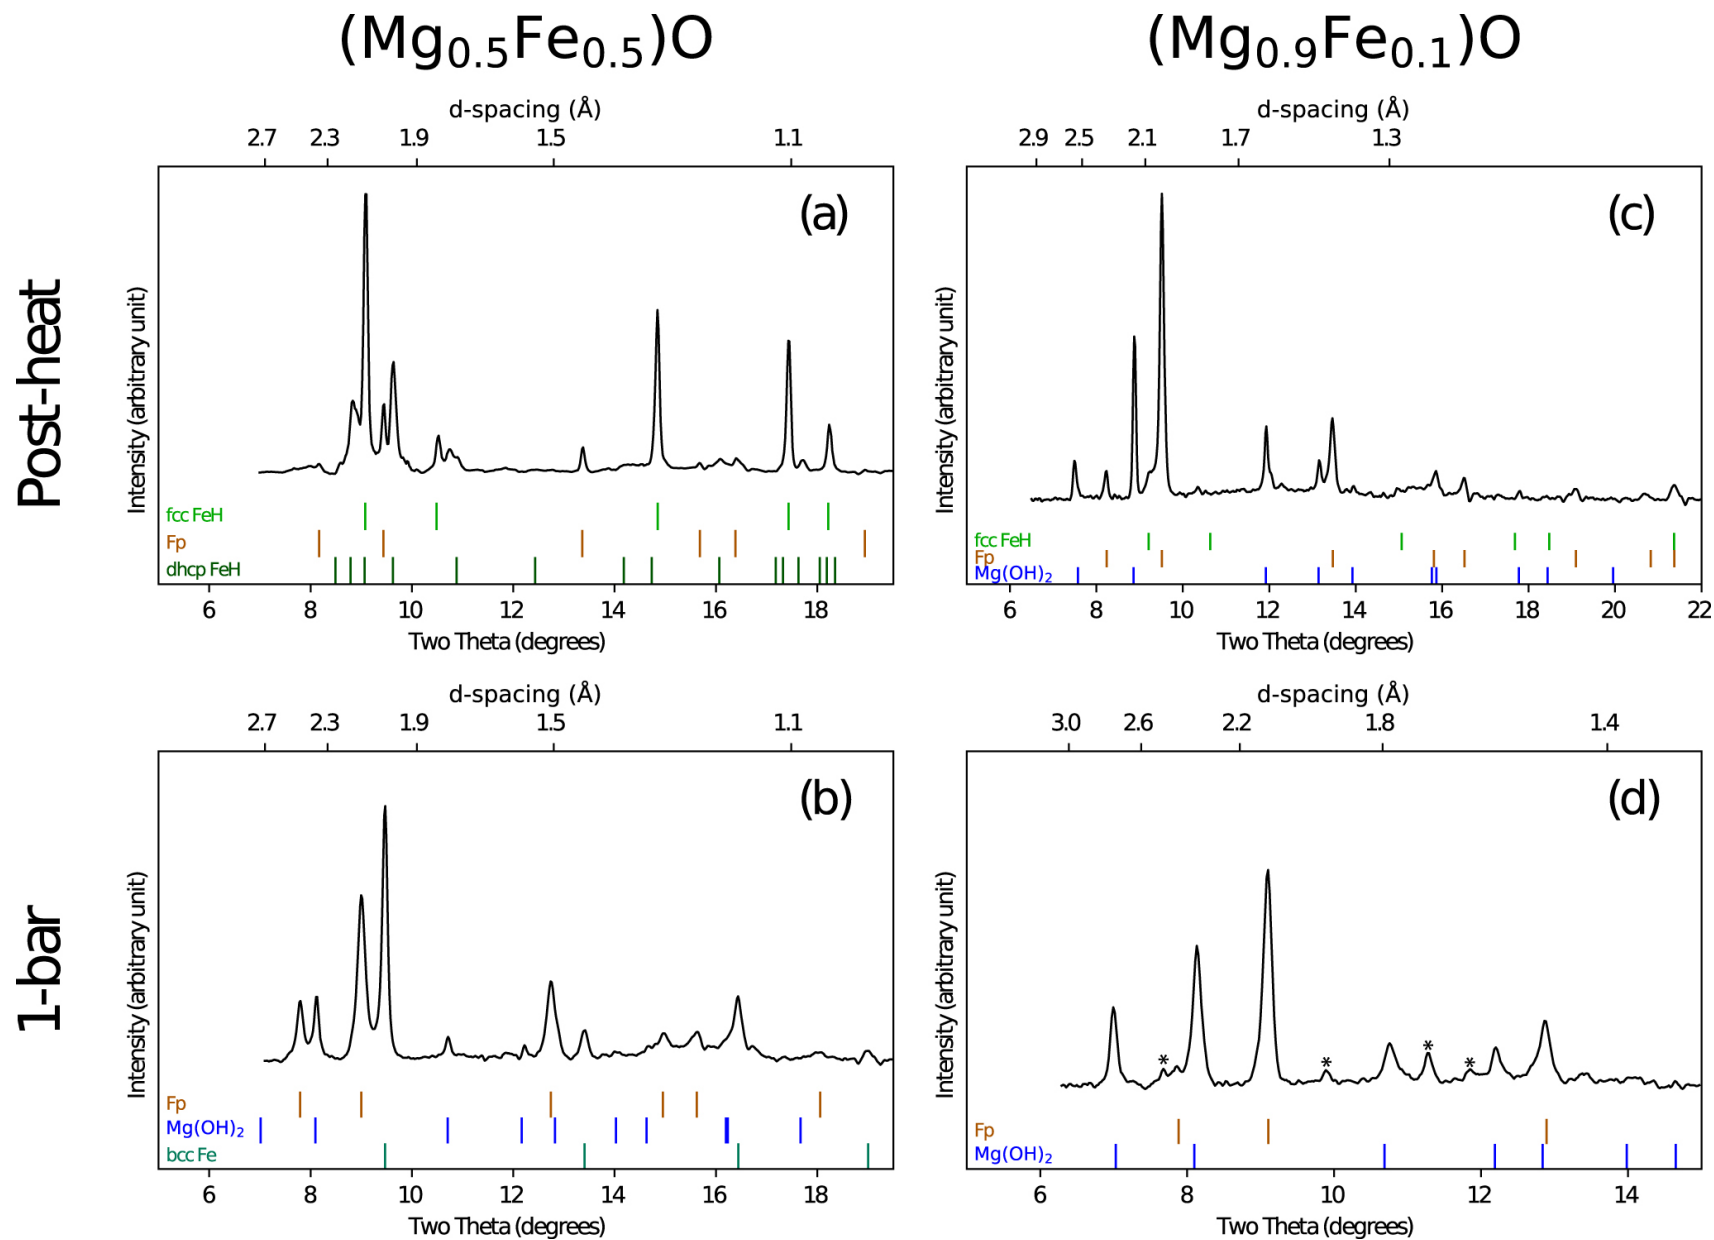 (Mg0.5Fe0.5)O
(Mg0.9Fe0.1)O
Post-heat
d-spacing (Å)
2.7 2.3 1.9 1.5 1.1
(a)
Intensity (arbitrary unit)
fcc FeH
Fp
dhcp FeH
6 8 10 12 14 16 18
Two Theta (degrees)
d-spacing (Å)
2.9 2.5 2.1 1.7 1.3
(c)
Intensity (arbitrary unit)
fcc FeH
Fp
Mg(OH)2
6 8 10 12 14 16 18 20 22
Two Theta (degrees)
1-bar
d-spacing (Å)
2.7 2.3 1.9 1.5 1.1
(b)
Intensity (arbitrary unit)
Fp
Mg(OH)2
bcc Fe
6 8 10 12 14 16 18
Two Theta (degrees)
d-spacing (Å)
3.0 2.6 2.2 1.8 1.4
(d)
Intensity (arbitrary unit)
* * * *
Fp
Mg(OH)2
6 8 10 12 14
Two Theta (degrees)